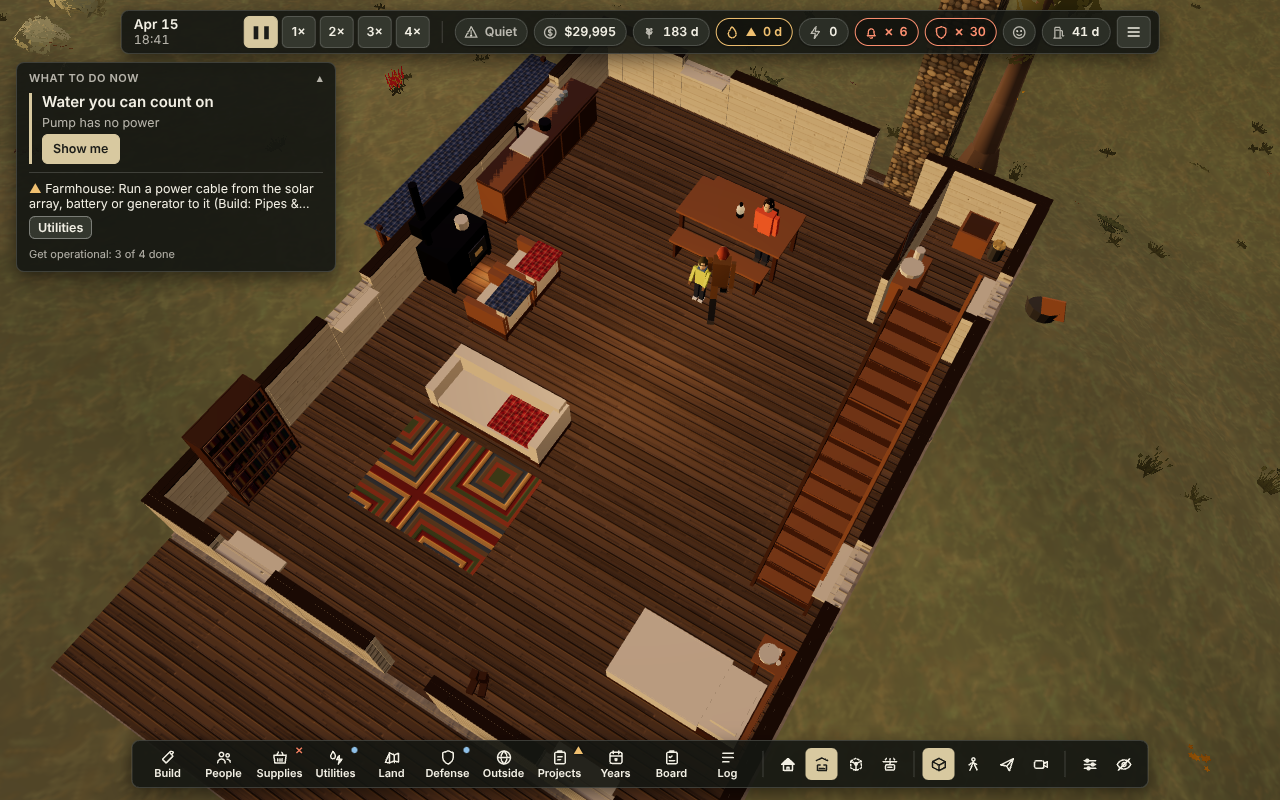 Apr 15
18:41
1×
2×
3×
4×
Quiet
$29,995
183 d
0 d
0
× 6
× 30
41 d
WHAT TO DO NOW
Water you can count on
Pump has no power
Show me
Farmhouse: Run a power cable from the solar
array, battery or generator to it (Build: Pipes &...
Utilities
Get operational: 3 of 4 done
Build
People
Supplies
Utilities
Land
Defense
Outside
Projects
Years
Board
Log